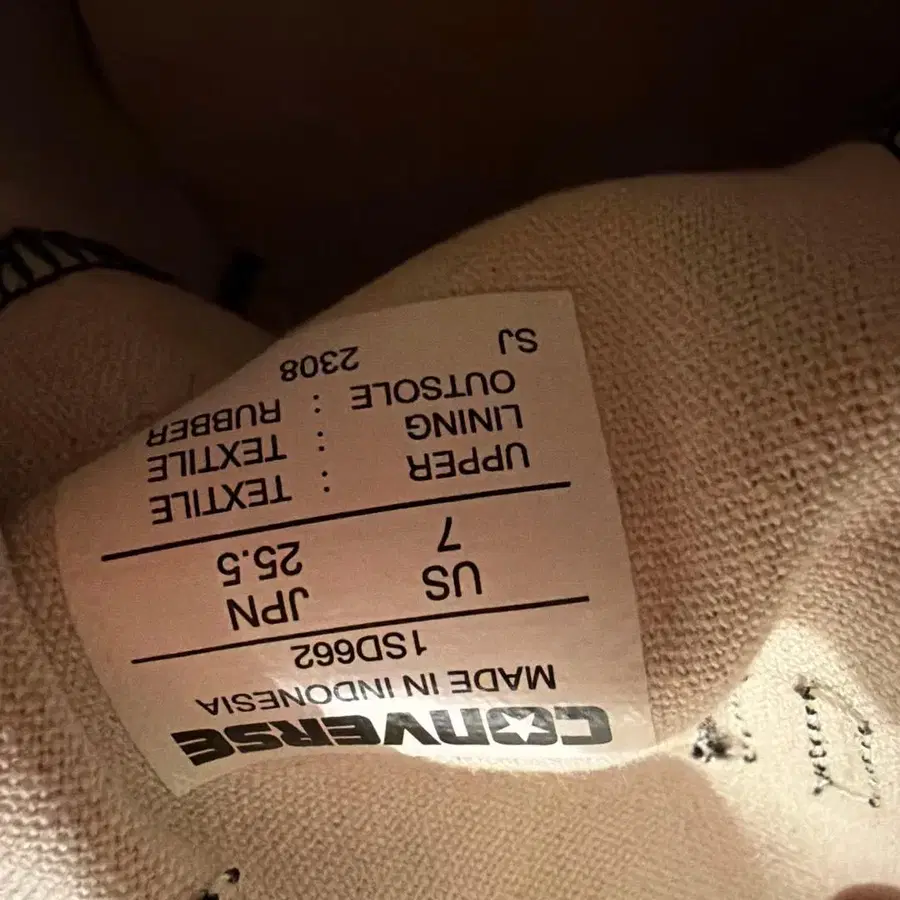 CONVERSE
MADE IN INDONESIA
1SD662
US JPN
7 25.5
UPPER : TEXTILE
LINING : TEXTILE
OUTSOLE : RUBBER
SJ 2308